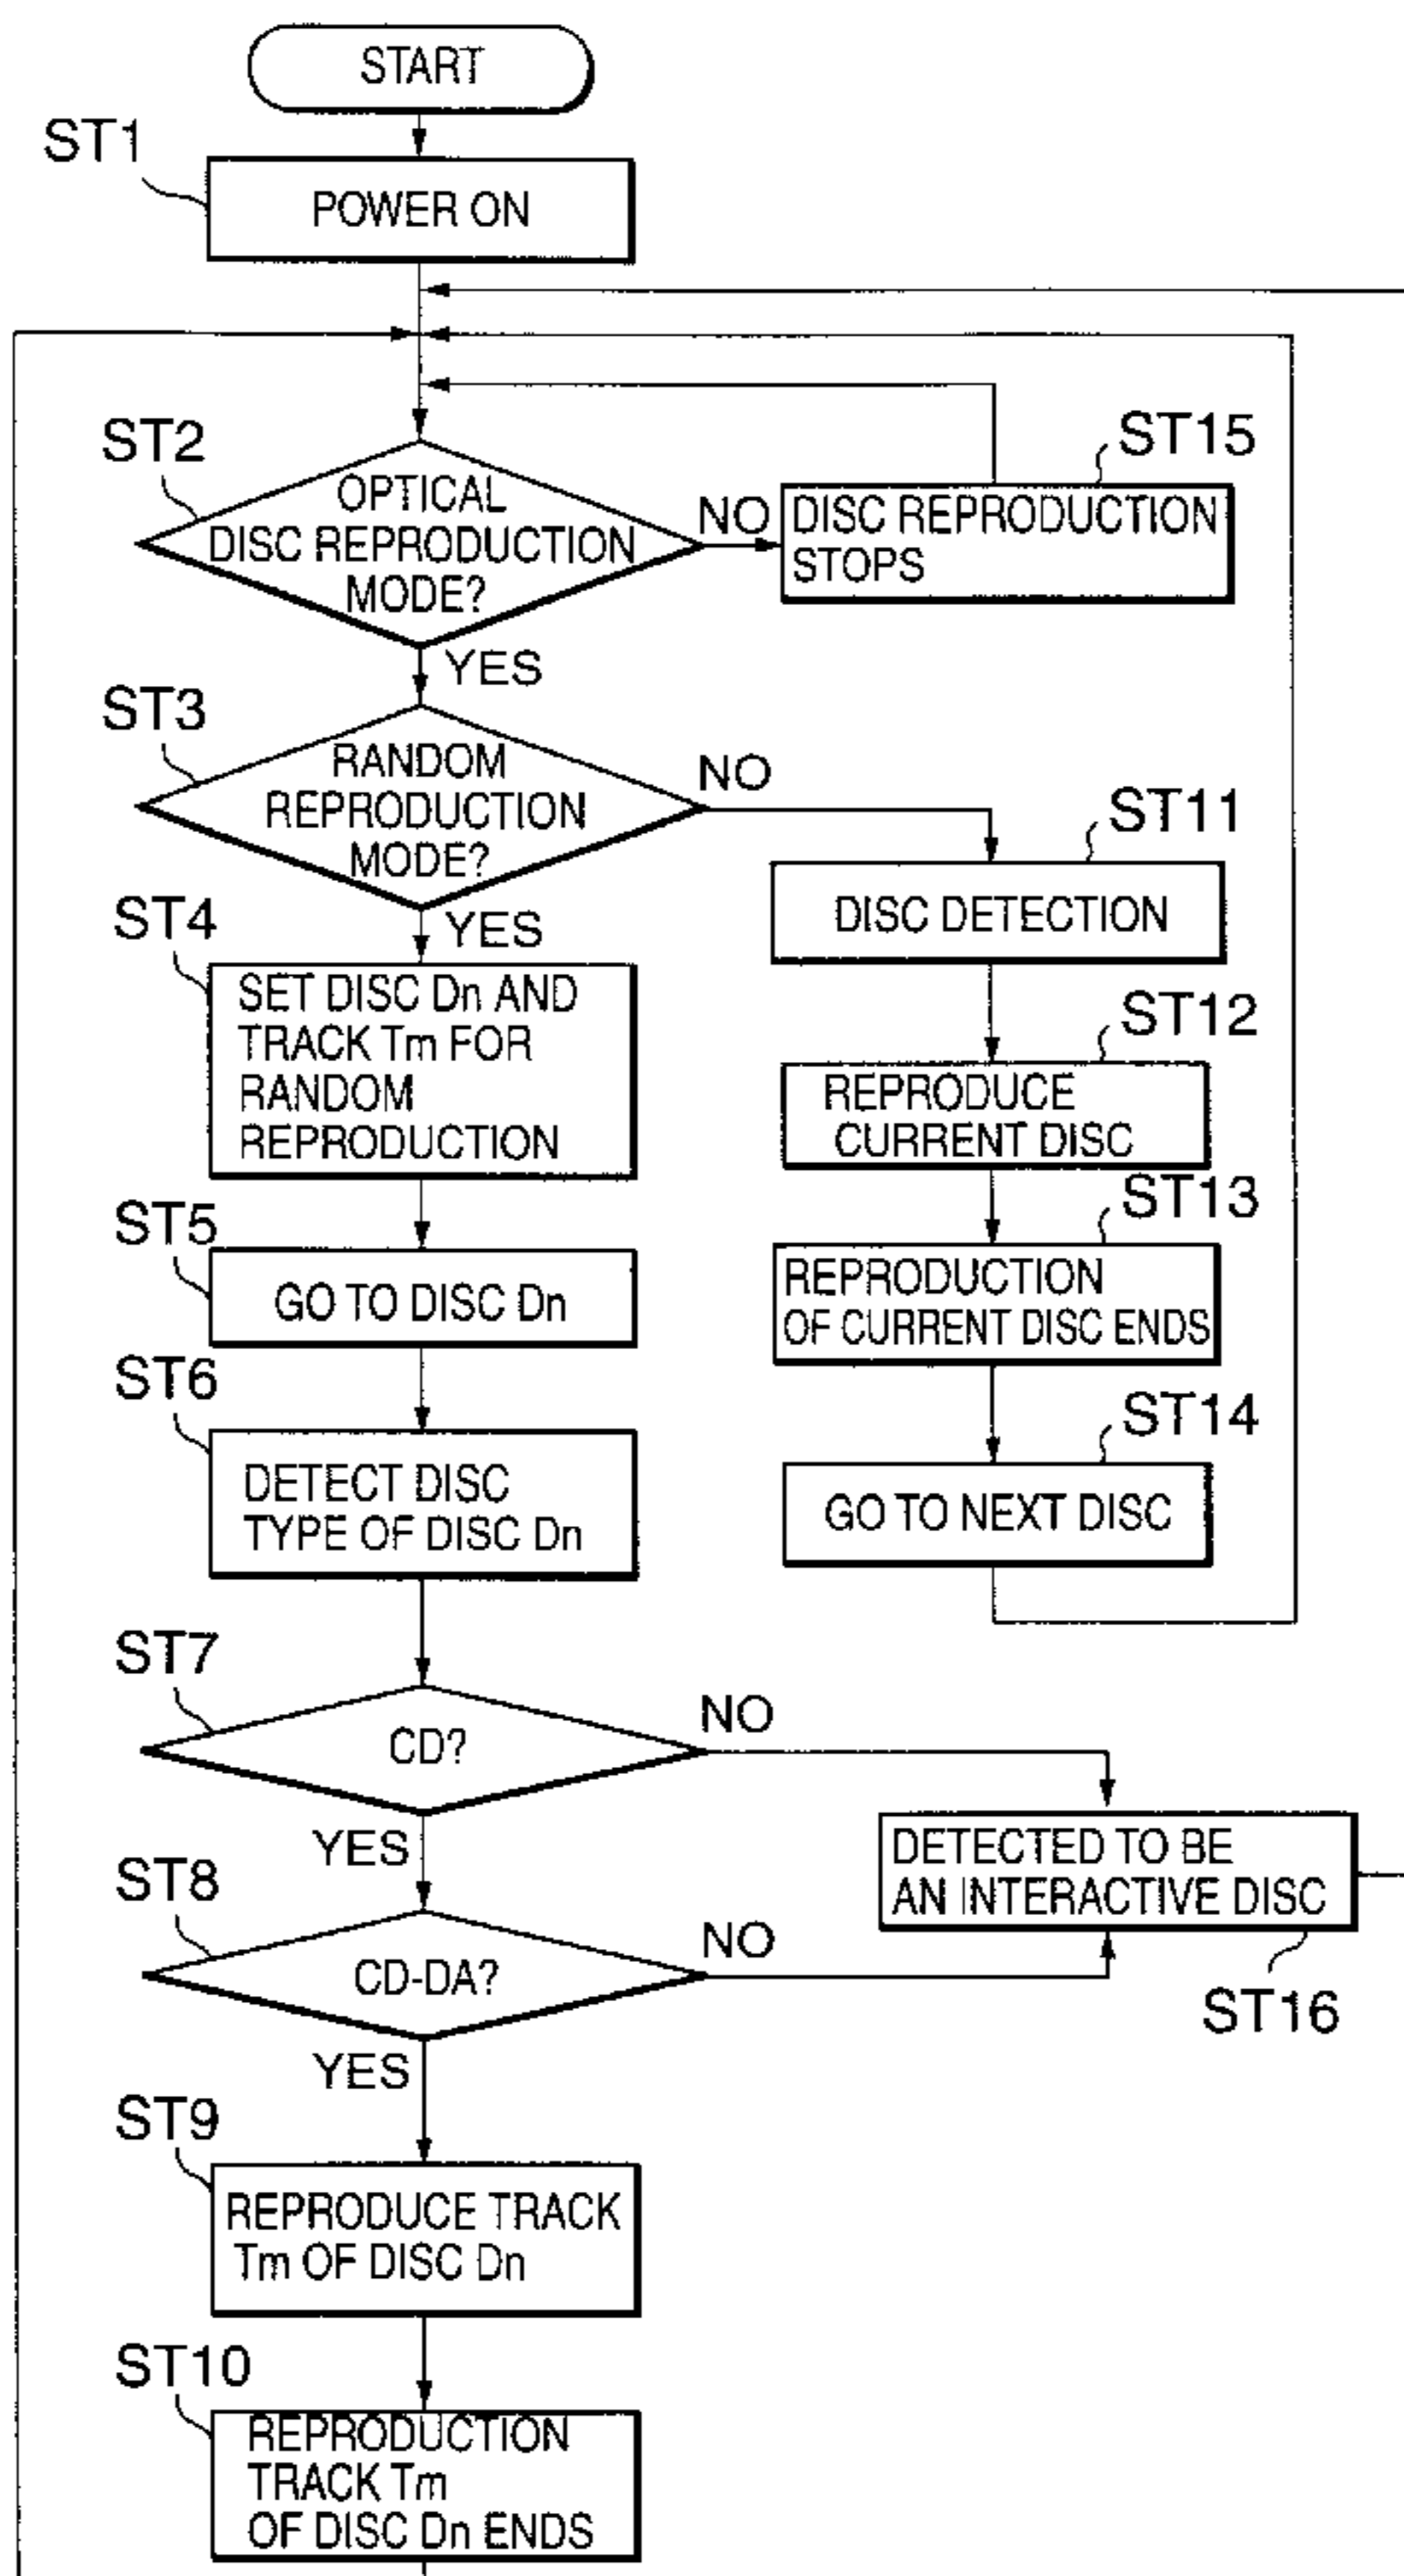 START
ST1
POWER ON
ST2
OPTICAL
DISC REPRODUCTION
MODE?
NO
ST15
DISC REPRODUCTION
STOPS
YES
ST3
RANDOM
REPRODUCTION
MODE?
NO
ST11
DISC DETECTION
YES
ST4
SET DISC Dn AND
TRACK Tm FOR
RANDOM
REPRODUCTION
ST12
REPRODUCE
CURRENT DISC
ST5
GO TO DISC Dn
ST13
REPRODUCTION
OF CURRENT DISC ENDS
ST6
DETECT DISC
TYPE OF DISC Dn
ST14
GO TO NEXT DISC
ST7
CD?
NO
YES
DETECTED TO BE
AN INTERACTIVE DISC
ST16
ST8
CD-DA?
NO
YES
ST9
REPRODUCE TRACK
Tm OF DISC Dn
ST10
REPRODUCTION
TRACK Tm
OF DISC Dn ENDS